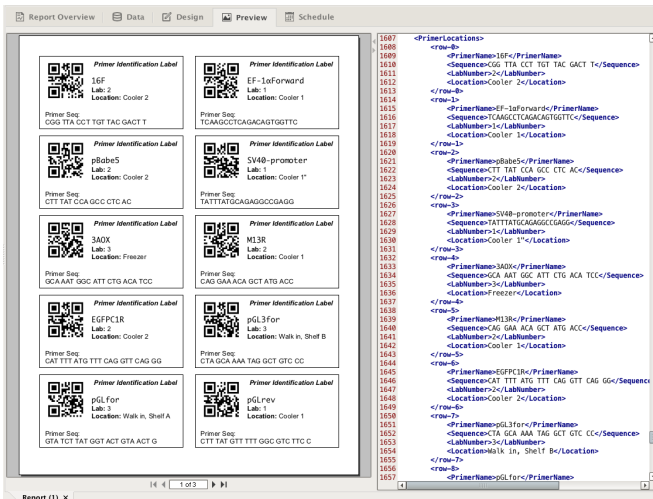 Report Overview
Data
Design
Preview
Schedule
Primer Identification Label
16F
Lab: 2
Location: Cooler 2
Primer Seq:
CGG TTA CCT TGT TAC GACT T
Primer Identification Label
EF-1αForward
Lab: 1
Location: Cooler 1
Primer Seq:
TCAAGCCTCAGACAGTGGTTC
Primer Identification Label
pBabe5
Lab: 2
Location: Cooler 2
Primer Seq:
CTT TAT CCA GCC CTC AC
Primer Identification Label
SV40-promoter
Lab: 1
Location: Cooler 1"
Primer Seq:
TATTTATGCAGAGGCCGAGG
Primer Identification Label
3AOX
Lab: 3
Location: Freezer
Primer Seq:
GCA AAT GGC ATT CTG ACA TCC
Primer Identification Label
M13R
Lab: 2
Location: Cooler 1
Primer Seq:
CAG GAA ACA GCT ATG ACC
Primer Identification Label
EGFPC1R
Lab: 2
Location: Cooler 2
Primer Seq:
CAT TTT ATG TTT CAG GTT CAG GG
Primer Identification Label
pGL3for
Lab: 3
Location: Walk in, Shelf B
Primer Seq:
CTA GCA AAA TAG GCT GTC CC
Primer Identification Label
pGLfor
Lab: 3
Location: Walk in, Shelf A
Primer Seq:
GTA TCT TAT GGT ACT GTA ACT G
Primer Identification Label
pGLrev
Lab: 1
Location: Cooler 1
Primer Seq:
CTT TAT GTT TTT GGC GTC TTC C
1 of 3
Report (1) ×
1607 <PrimerLocations>
1608 <row-0>
1609 <PrimerName>16F</PrimerName>
1610 <Sequence>CGG TTA CCT TGT TAC GACT T</Sequence>
1611 <LabNumber>2</LabNumber>
1612 <Location>Cooler 2</Location>
1613 </row-0>
1614 <row-1>
1615 <PrimerName>EF-1αForward</PrimerName>
1616 <Sequence>TCAAGCCTCAGACAGTGGTTC</Sequence>
1617 <LabNumber>1</LabNumber>
1618 <Location>Cooler 1</Location>
1619 </row-1>
1620 <row-2>
1621 <PrimerName>pBabe5</PrimerName>
1622 <Sequence>CTT TAT CCA GCC CTC AC</Sequence>
1623 <LabNumber>2</LabNumber>
1624 <Location>Cooler 2</Location>
1625 </row-2>
1626 <row-3>
1627 <PrimerName>SV40-promoter</PrimerName>
1628 <Sequence>TATTTATGCAGAGGCCGAGG</Sequence>
1629 <LabNumber>1</LabNumber>
1630 <Location>Cooler 1"</Location>
1631 </row-3>
1632 <row-4>
1633 <PrimerName>3AOX</PrimerName>
1634 <Sequence>GCA AAT GGC ATT CTG ACA TCC</Sequence>
1635 <LabNumber>3</LabNumber>
1636 <Location>Freezer</Location>
1637 </row-4>
1638 <row-5>
1639 <PrimerName>M13R</PrimerName>
1640 <Sequence>CAG GAA ACA GCT ATG ACC</Sequence>
1641 <LabNumber>2</LabNumber>
1642 <Location>Cooler 1</Location>
1643 </row-5>
1644 <row-6>
1645 <PrimerName>EGFPC1R</PrimerName>
1646 <Sequence>CAT TTT ATG TTT CAG GTT CAG GG</Sequence
1647 <LabNumber>2</LabNumber>
1648 <Location>Cooler 2</Location>
1649 </row-6>
1650 <row-7>
1651 <PrimerName>pGL3for</PrimerName>
1652 <Sequence>CTA GCA AAA TAG GCT GTC CC</Sequence>
1653 <LabNumber>3</LabNumber>
1654 <Location>Walk in, Shelf B</Location>
1655 </row-7>
1656 <row-8>
1657 <PrimerName>pGLfor</PrimerName>